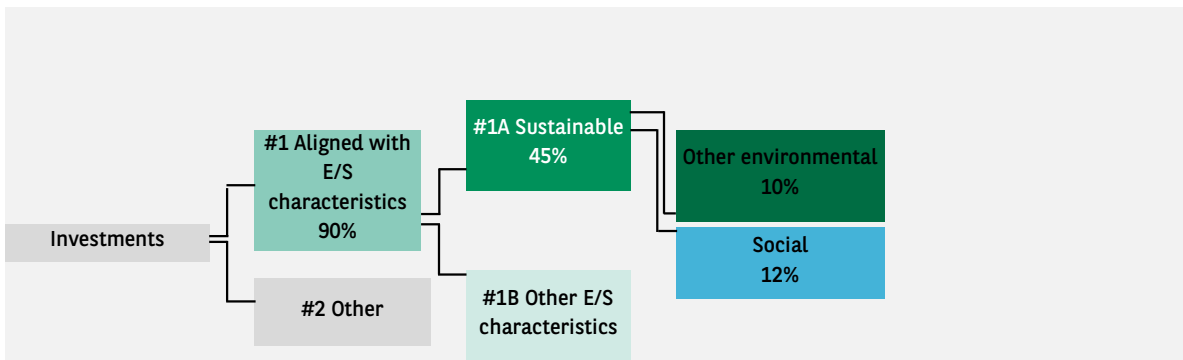 Investments
#1 Aligned with
E/S
characteristics
90%
#2 Other
#1A Sustainable
45%
#1B Other E/S
characteristics
Other environmental
10%
Social
12%